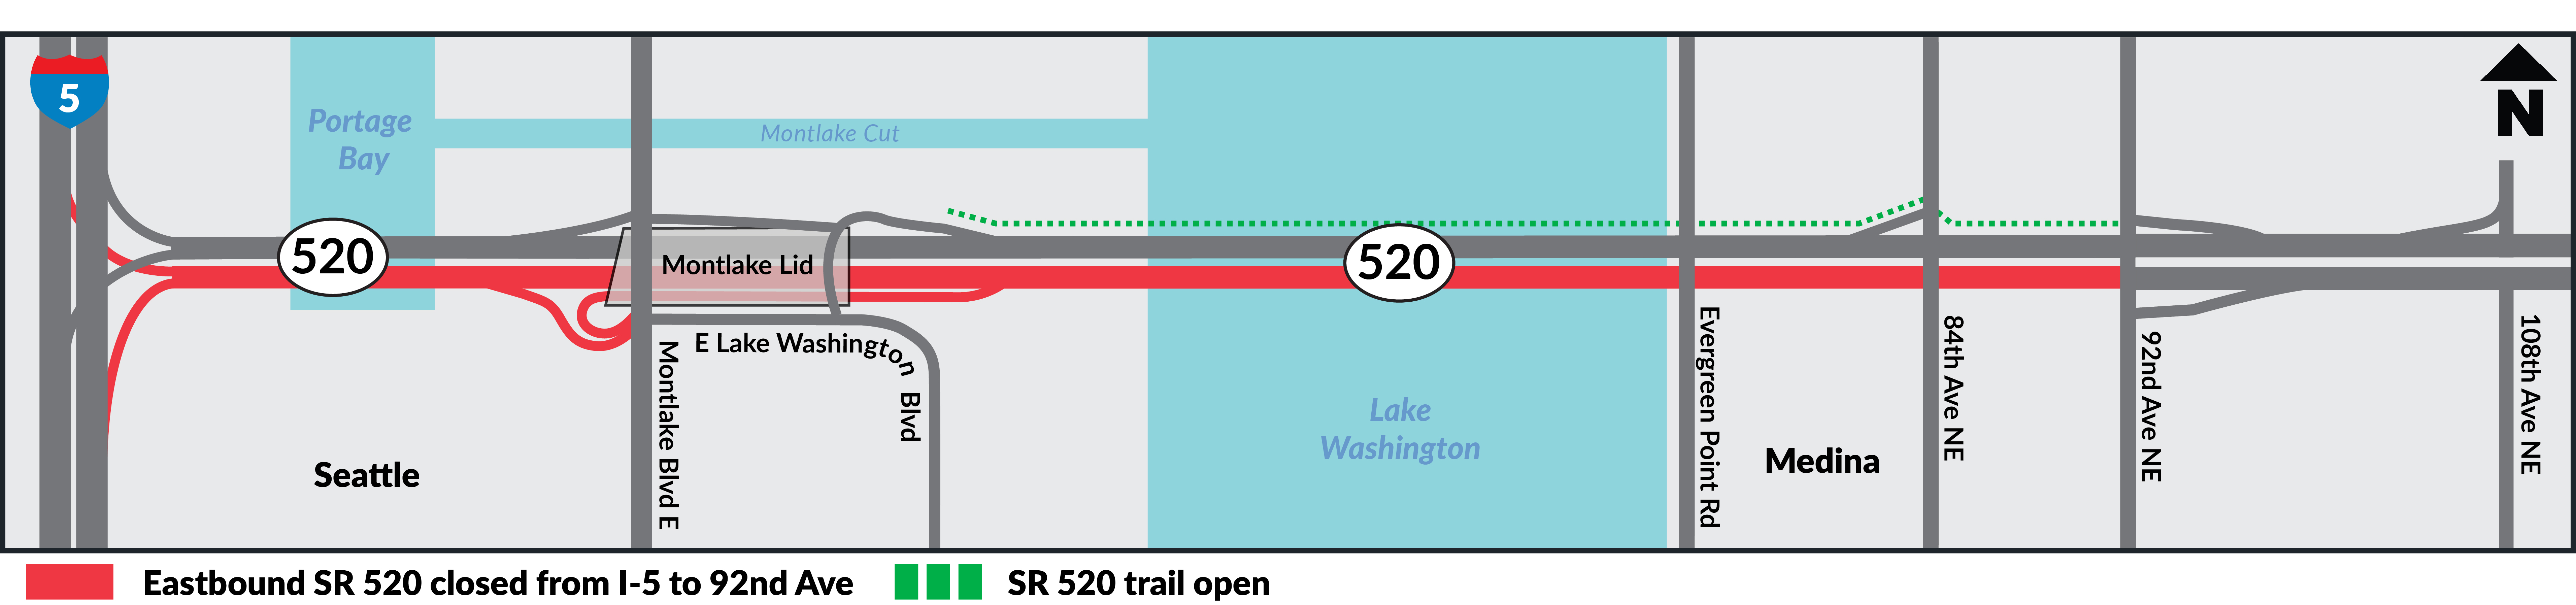 5
Portage
Bay
Montlake Cut
N
520
Montlake Lid
520
E Lake Washington Blvd
Montlake Blvd E
Evergreen Point Rd
84th Ave NE
92nd Ave NE
108th Ave NE
Lake
Washington
Seattle
Medina
Eastbound SR 520 closed from I-5 to 92nd Ave
SR 520 trail open